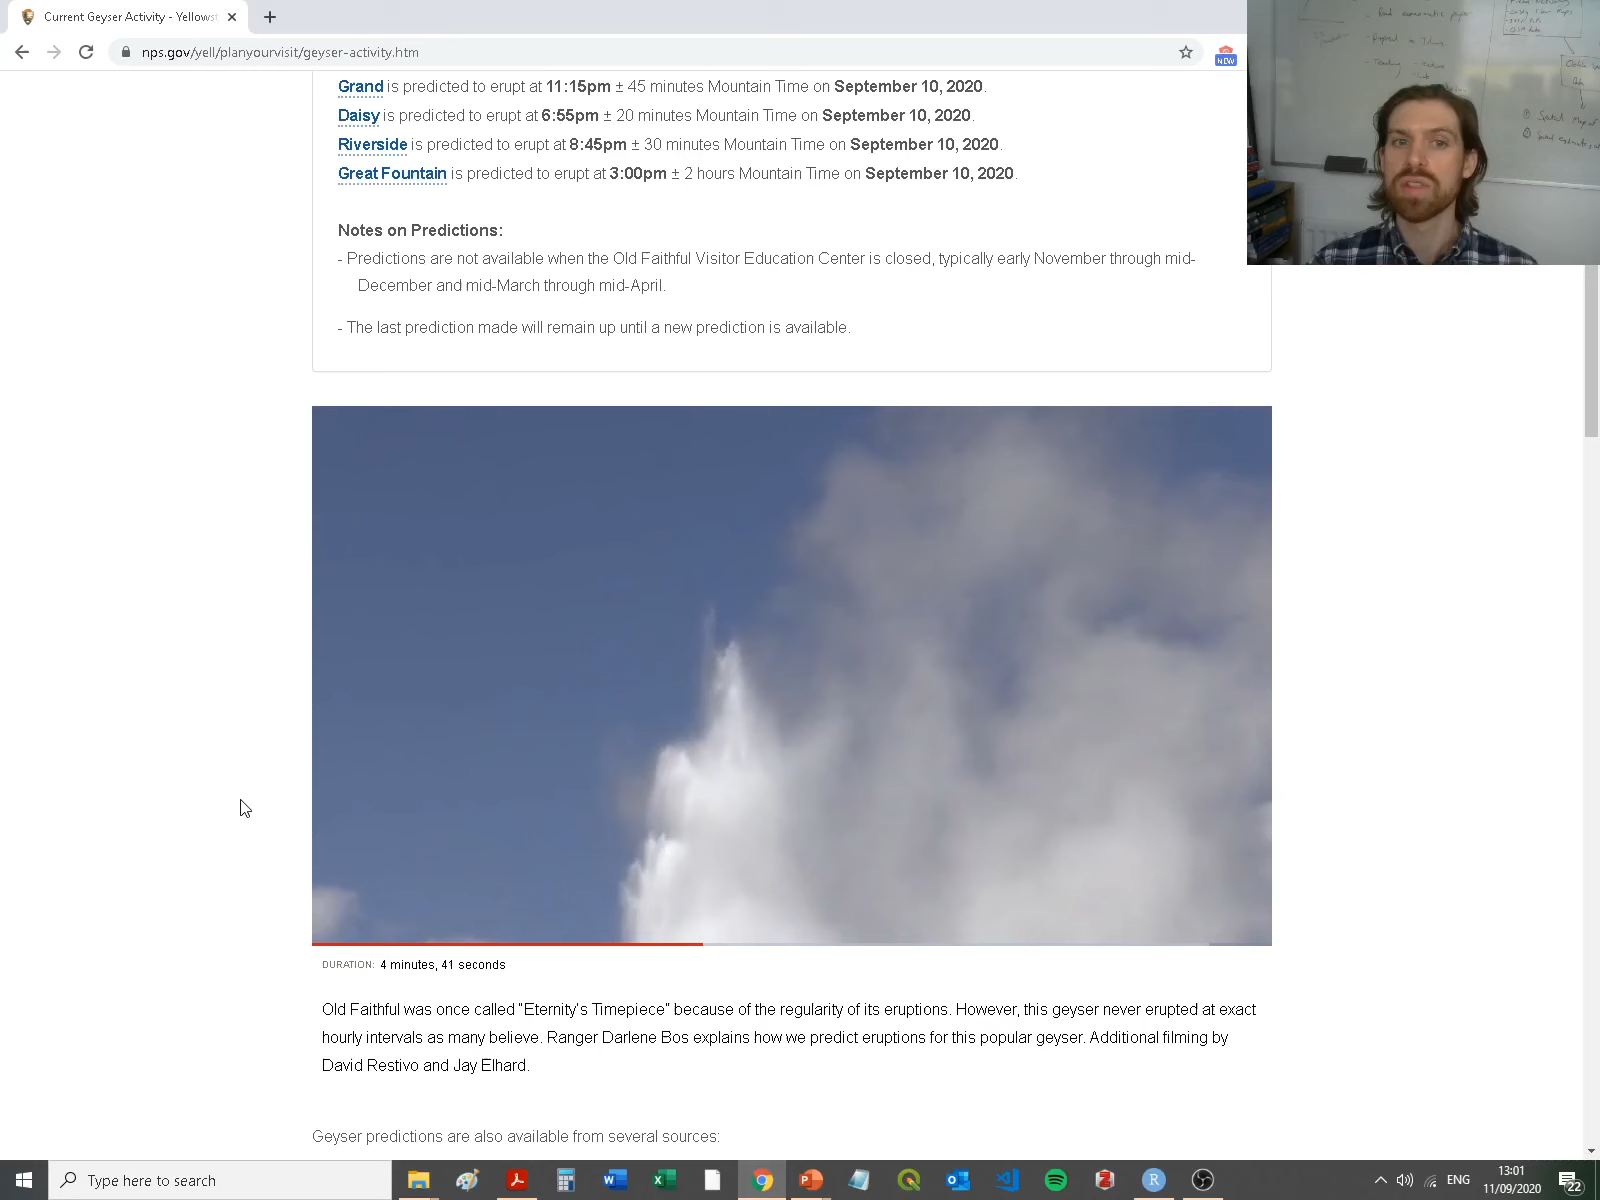 Current Geyser Activity - Yellowst
nps.gov/yell/planyourvisit/geyser-activity.htm
NEW
Grand is predicted to erupt at 11:15pm ± 45 minutes Mountain Time on September 10, 2020.
Daisy is predicted to erupt at 6:55pm ± 20 minutes Mountain Time on September 10, 2020.
Riverside is predicted to erupt at 8:45pm ± 30 minutes Mountain Time on September 10, 2020.
Great Fountain is predicted to erupt at 3:00pm ± 2 hours Mountain Time on September 10, 2020.
Notes on Predictions:
- Predictions are not available when the Old Faithful Visitor Education Center is closed, typically early November through mid-
December and mid-March through mid-April.
- The last prediction made will remain up until a new prediction is available.
DURATION: 4 minutes, 41 seconds
Old Faithful was once called "Eternity's Timepiece" because of the regularity of its eruptions. However, this geyser never erupted at exact
hourly intervals as many believe. Ranger Darlene Bos explains how we predict eruptions for this popular geyser. Additional filming by
David Restivo and Jay Elhard.
Geyser predictions are also available from several sources:
Type here to search
ENG
13:01
11/09/2020
22